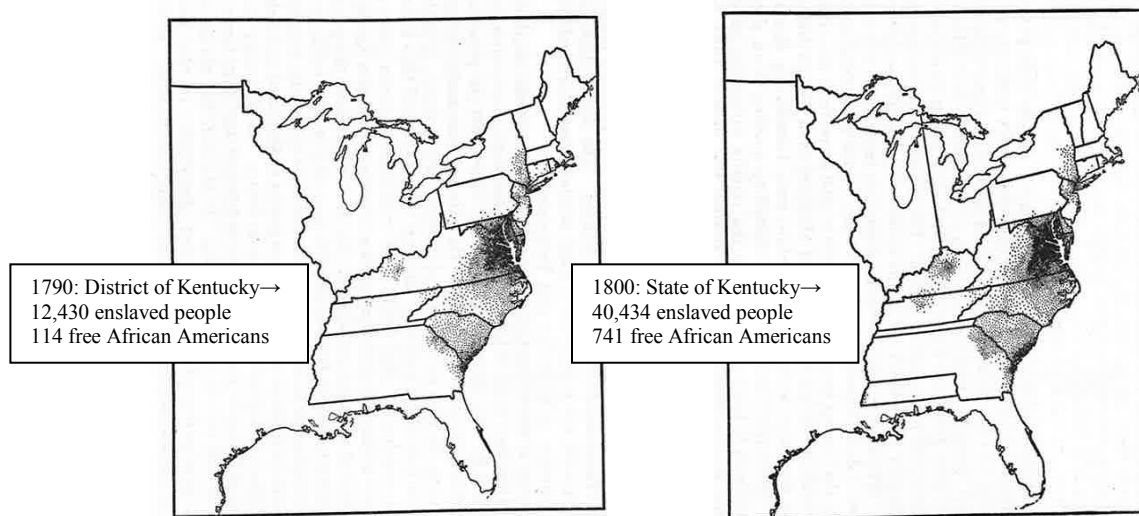 1790: District of Kentucky→
12,430 enslaved people
114 free African Americans
1800: State of Kentucky→
40,434 enslaved people
741 free African Americans